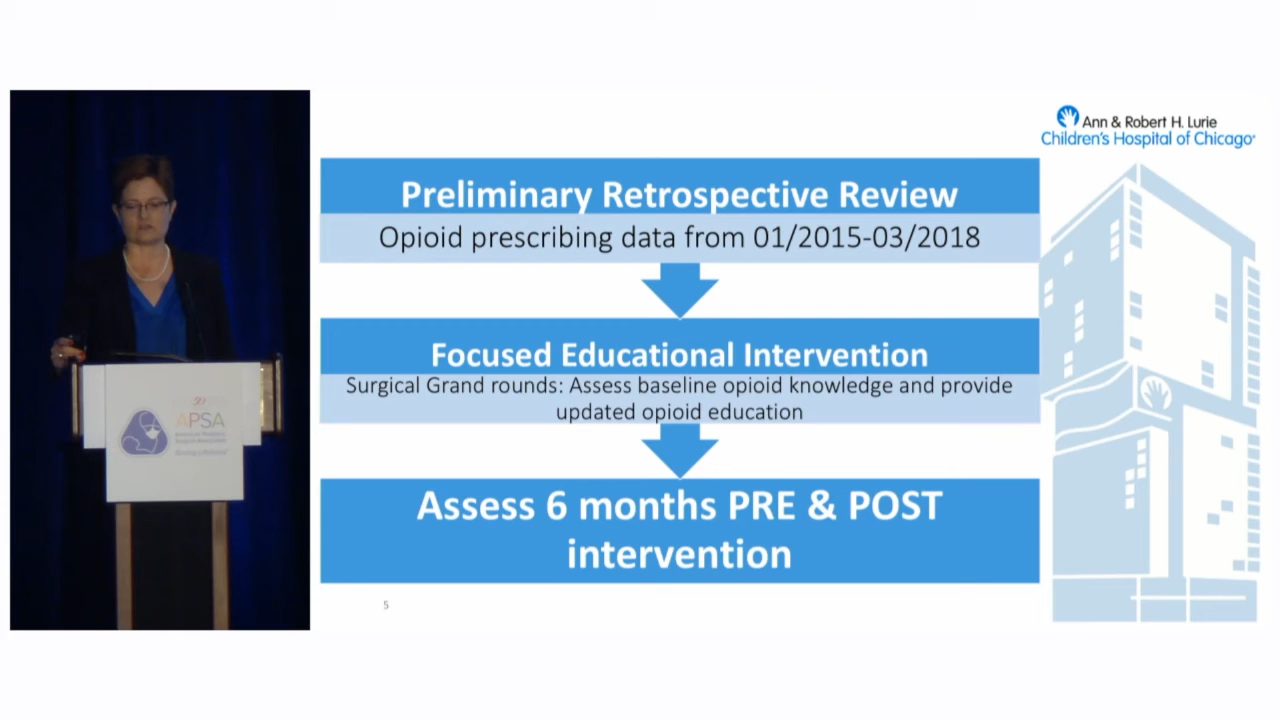 Ann & Robert H. Lurie
Children's Hospital of Chicago
Preliminary Retrospective Review
Opioid prescribing data from 01/2015-03/2018
Focused Educational Intervention
Surgical Grand rounds: Assess baseline opioid knowledge and provide
updated opioid education
Assess 6 months PRE & POST
intervention
5
APSA